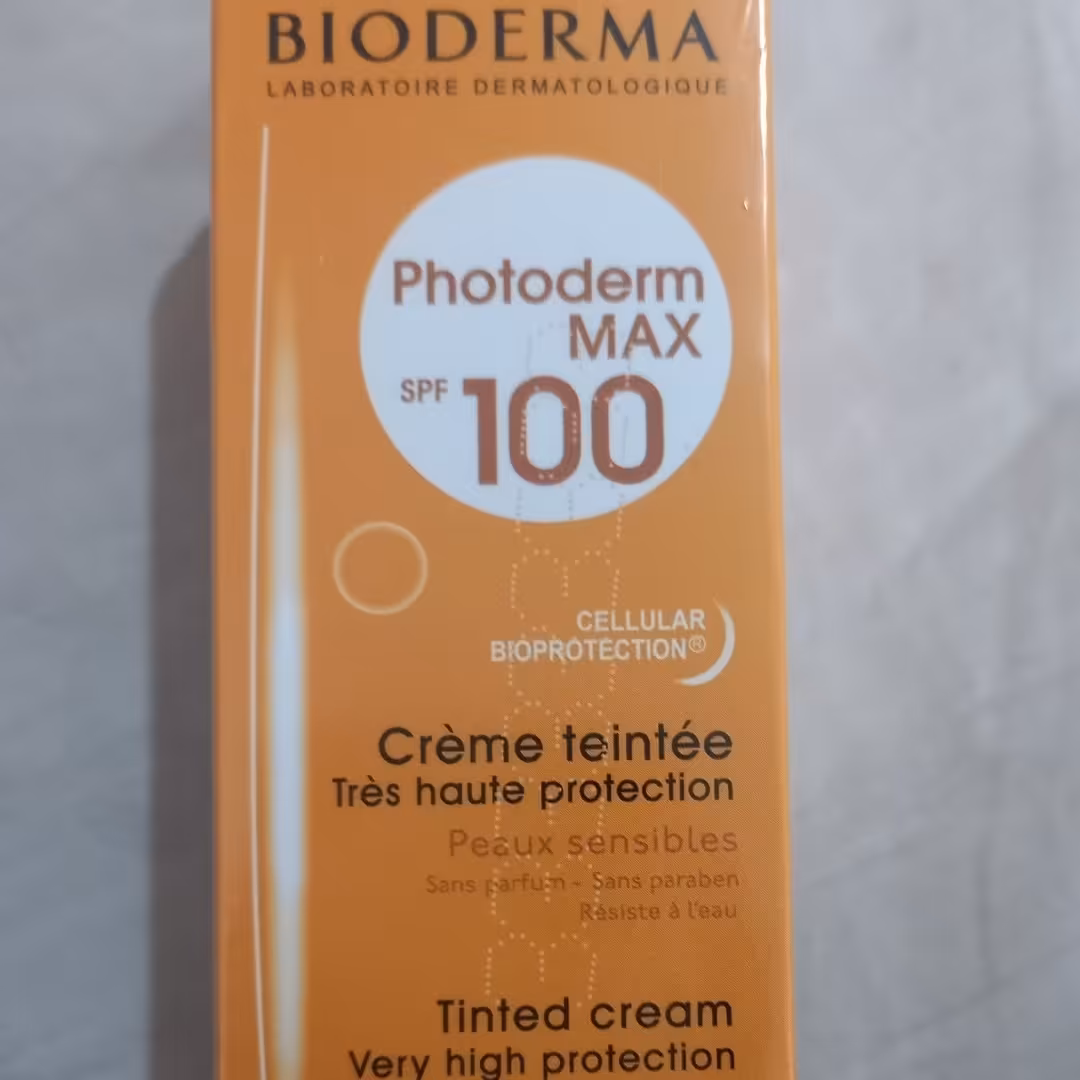 BIODERMA
LABORATOIRE DERMATOLOGIQUE
Photoderm
MAX
SPF 100
CELLULAR
BIOPROTECTION®
Crème teintée
Très haute protection
Peaux sensibles
Sans parfum - Sans paraben
Résiste à l'eau
Tinted cream
Very high protection